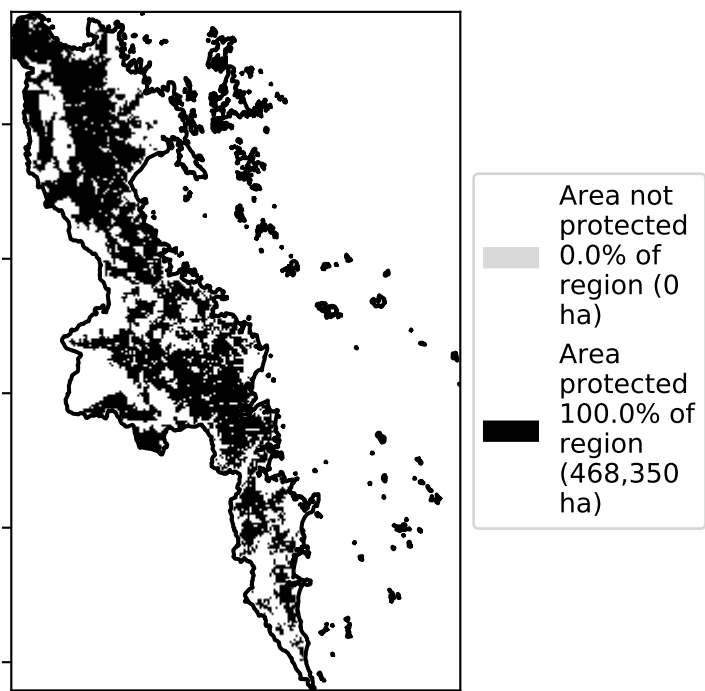 Area not
protected
0.0% of
region (0
ha)
Area
protected
100.0% of
region
(468,350
ha)